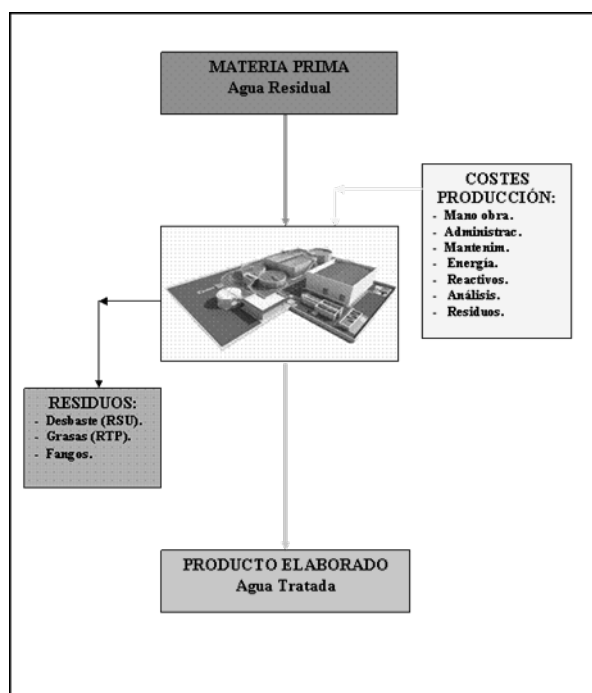 MATERIA PRIMA
Agua Residual
COSTES
PRODUCCIÓN:
- Mano obra.
- Administrac.
- Mantenim.
- Energía.
- Reactivos.
- Análisis.
- Residuos.
RESIDUOS:
- Desbaste (RSU).
- Grasas (RTP).
- Fangos.
PRODUCTO ELABORADO
Agua Tratada